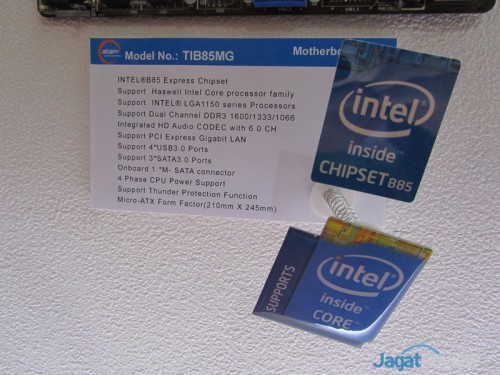 Model No.: TIB85MG Motherbo
INTEL®B85 Express Chipset
Support Haswell Intel Core processor family
Support INTEL® LGA1150 series Processors
Support Dual Channel DDR3 1600/1333/1066
Integrated HD Audio CODEC with 6.0 CH
Support PCI Express Gigabit LAN
Support 4*USB3.0 Ports
Support 3*SATA3.0 Ports
Onboard 1 *M- SATA connector
4 Phase CPU Power Support
Support Thunder Protection Function
Micro-ATX Form Factor(210mm X 245mm)
intel
inside™
CHIPSET B85
SUPPORTS
intel
inside™
CORE™
Jagat